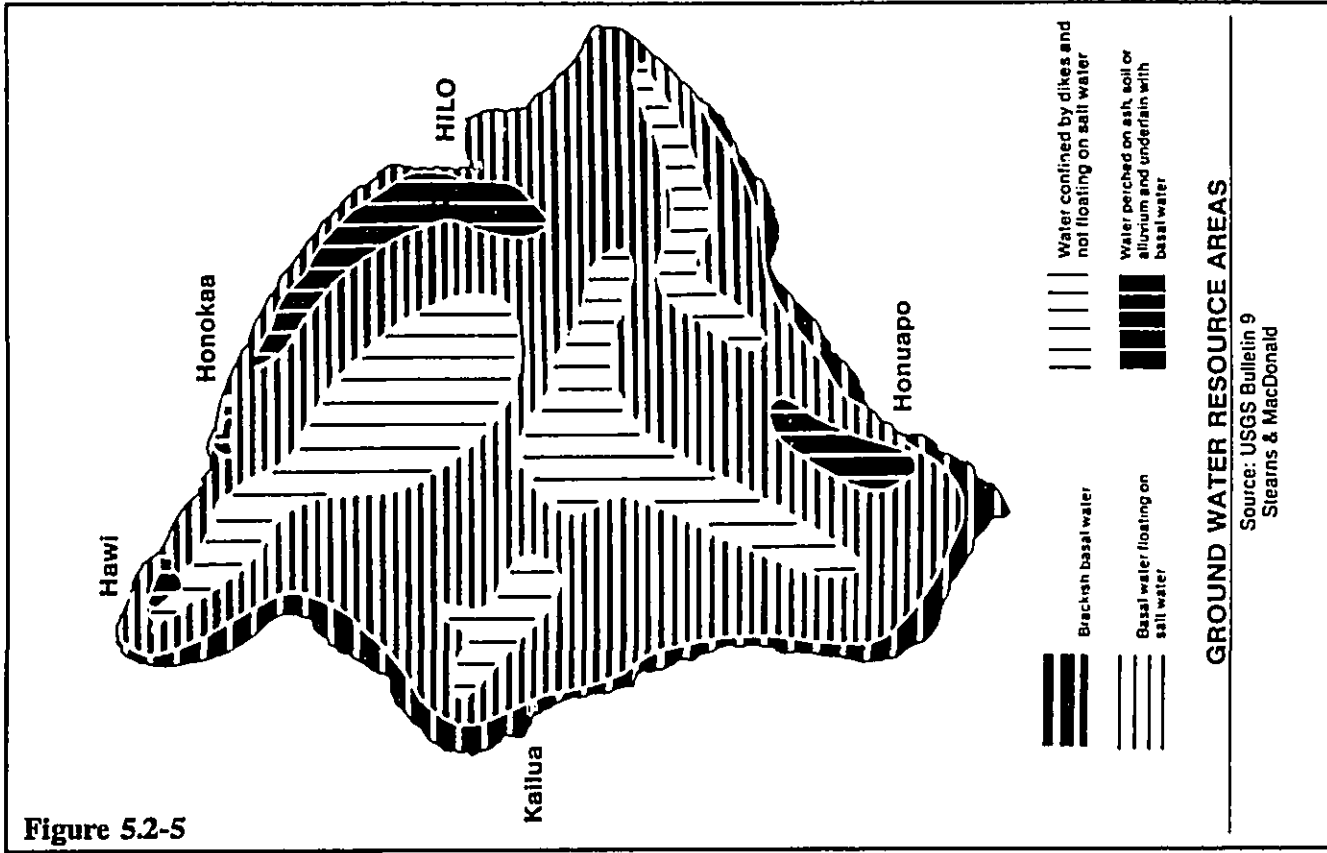 Figure 5.2-5
Hawi
Honokaa
HILO
Kailua
Honuapo
Brackish basal water
Basal water floating on
salt water
Water confined by dikes and
not floating on salt water
Water perched on ash, soil or
alluvium and underlain with
basal water
GROUND WATER RESOURCE AREAS
Source: USGS Bulletin 9
Stearns & MacDonald